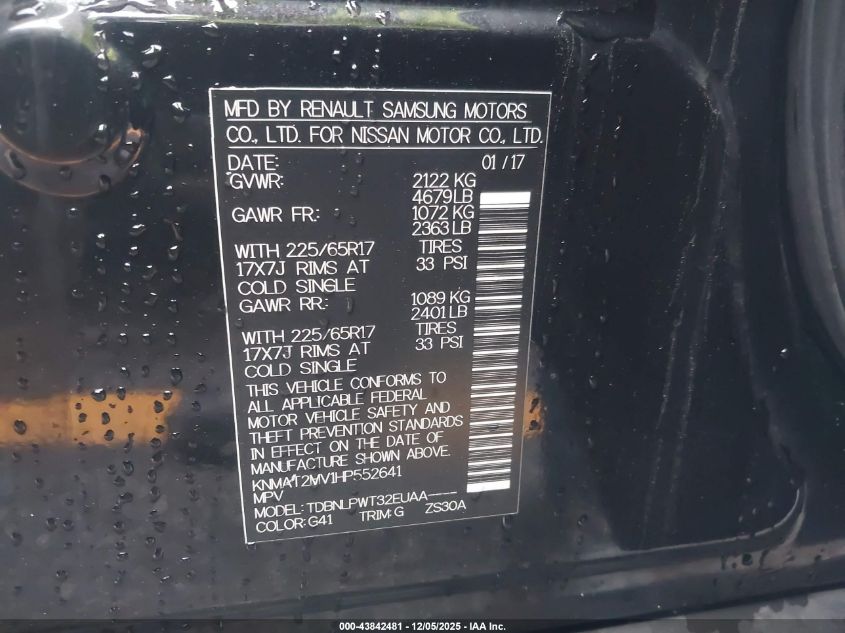 MFD BY RENAULT SAMSUNG MOTORS
CO., LTD. FOR NISSAN MOTOR CO., LTD.
DATE: 01/17
GVWR: 2122 KG
4679LB
GAWR FR.: 1072 KG
2363LB
WITH 225/65R17 TIRES
17X7J RIMS AT 33 PSI
COLD SINGLE
GAWR RR.: 1089 KG
2401LB
WITH 225/65R17 TIRES
17X7J RIMS AT 33 PSI
COLD SINGLE
THIS VEHICLE CONFORMS TO
ALL APPLICABLE FEDERAL
MOTOR VEHICLE SAFETY AND
THEFT PREVENTION STANDARDS
IN EFFECT ON THE DATE OF
MANUFACTURE SHOWN ABOVE.
KNMAT2MV1HP552641
MPV
MODEL: TDBNLPWT32EUAA----
COLOR:G41 TRIM:G ZS30A
000-43842481 - 12/05/2025 - IAA Inc.